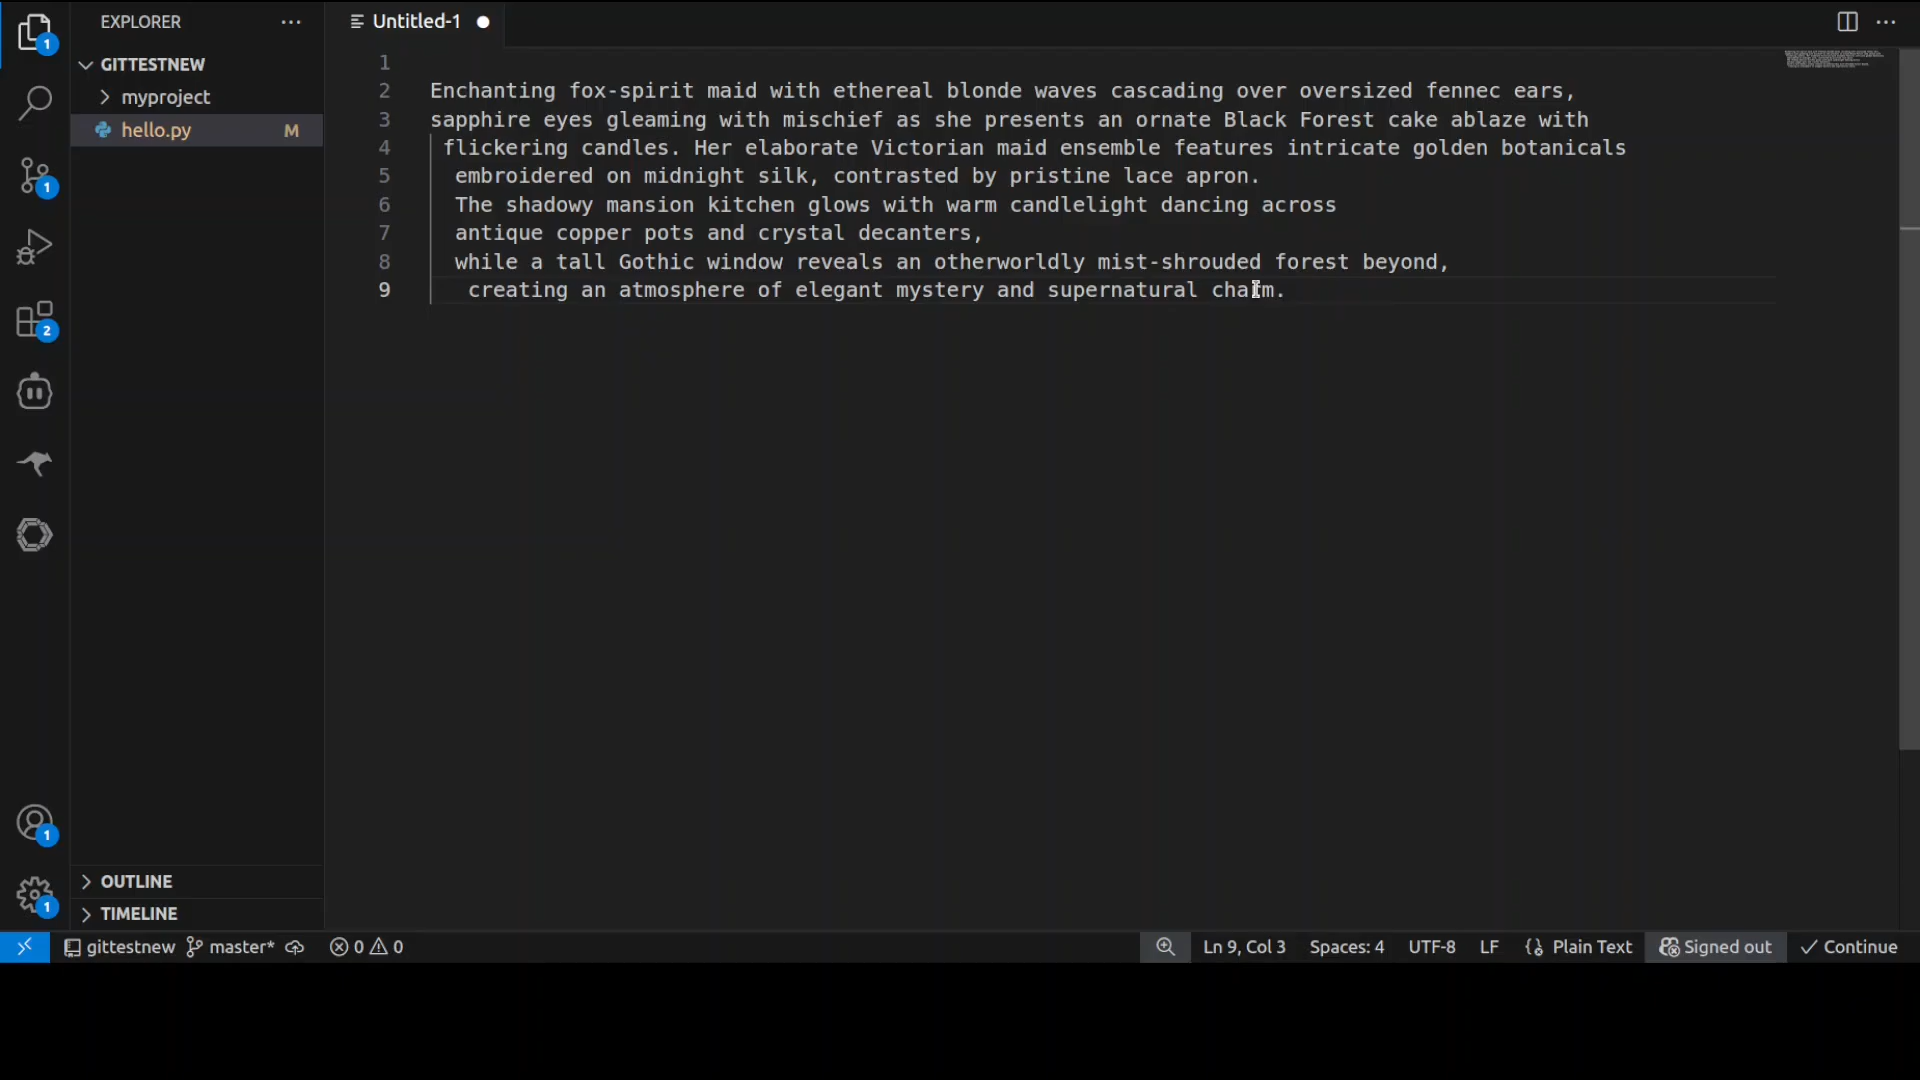 EXPLORER
Untitled-1
GITTESTNEW
myproject
hello.py M
1
2 Enchanting fox-spirit maid with ethereal blonde waves cascading over oversized fennec ears,
3 sapphire eyes gleaming with mischief as she presents an ornate Black Forest cake ablaze with
4 flickering candles. Her elaborate Victorian maid ensemble features intricate golden botanicals
5 embroidered on midnight silk, contrasted by pristine lace apron.
6 The shadowy mansion kitchen glows with warm candlelight dancing across
7 antique copper pots and crystal decanters,
8 while a tall Gothic window reveals an otherworldly mist-shrouded forest beyond,
9 creating an atmosphere of elegant mystery and supernatural charm.
1
1
2
1
1
OUTLINE
TIMELINE
gittestnew master* 0 0 Ln 9, Col 3 Spaces: 4 UTF-8 LF Plain Text Signed out Continue